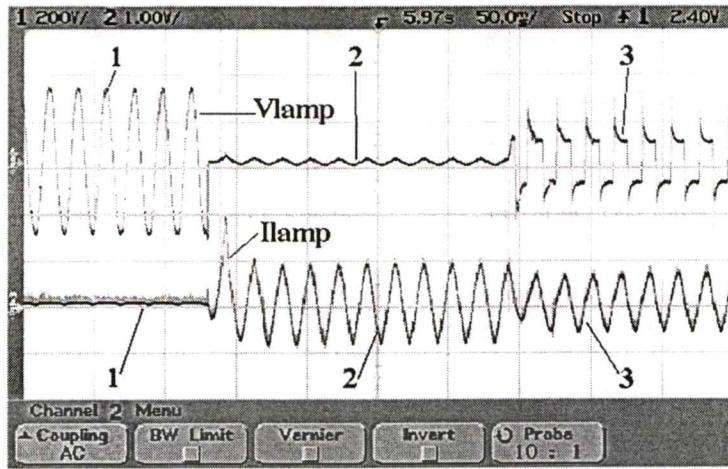 1 200V/ 2 1.00V/ 5.97s 50.0m/ Stop 1 2.40V
1 2 3
Vlamp
Ilamp
1 2 3
Channel 2 Menu
Coupling BW Limit Vernier Invert Probe
AC 10 : 1